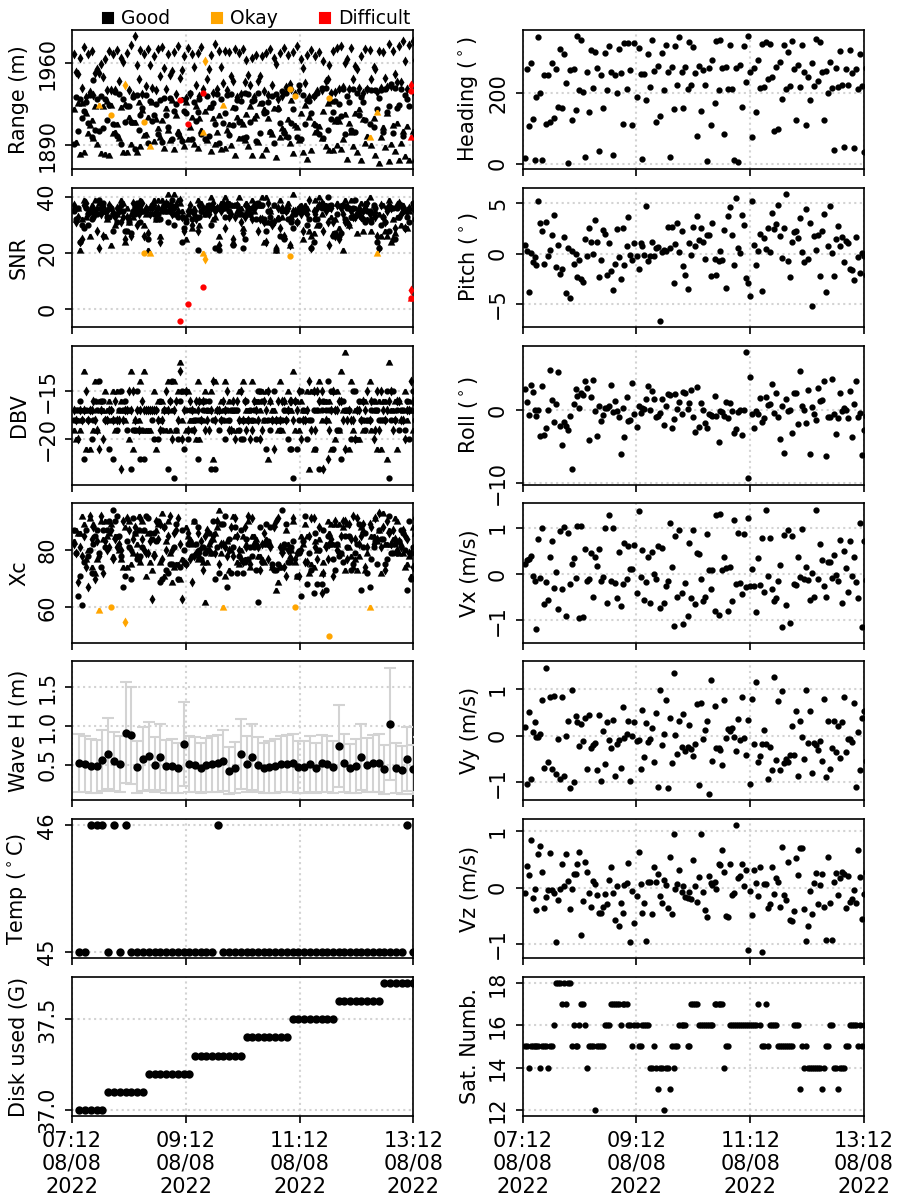 Good Okay Difficult
Range (m)
1960
1890
Heading (°)
200
0
SNR
40
20
0
Pitch (°)
5
0
−5
DBV
−15
−20
Roll (°)
0
−10
Xc
80
60
Vx (m/s)
1
0
−1
Wave H (m)
1.5
1.0
0.5
Vy (m/s)
1
0
−1
Temp (°C)
46
45
Vz (m/s)
1
0
−1
Disk used (G)
37.5
37.0
Sat. Numb.
18
16
14
12
07:12 09:12 11:12 13:12 07:12 09:12 11:12 13:12
08/08 08/08 08/08 08/08 08/08 08/08 08/08 08/08
2022 2022 2022 2022 2022 2022 2022 2022